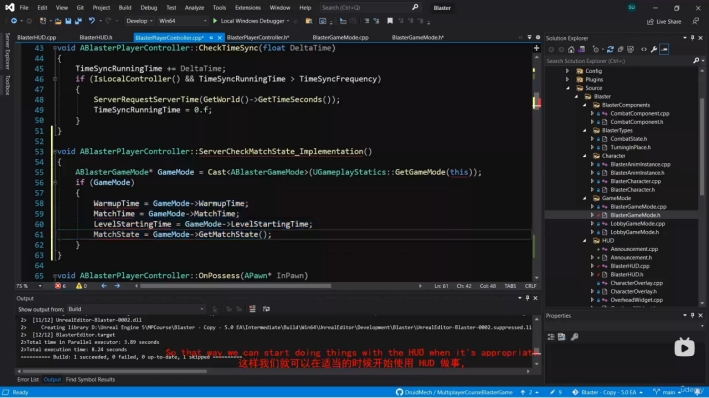 File Edit View Git Project Build Debug Test Analyze Tools Extensions Window Help Search (Ctrl+Q) Blaster
Develop Win64 Local Windows Debugger Live Share
BlasterHUD.cpp BlasterPlayerController.cpp* BlasterPlayerController.h* BlasterGameMode.cpp BlasterGameMode.h*
43 void ABlasterPlayerController::CheckTimeSync(float DeltaTime)
44 {
45 TimeSyncRunningTime += DeltaTime;
46 if (IsLocalController() && TimeSyncRunningTime > TimeSyncFrequency)
47 {
48 ServerRequestServerTime(GetWorld()->GetTimeSeconds());
49 TimeSyncRunningTime = 0.f;
50 }
51 }
52
53 void ABlasterPlayerController::ServerCheckMatchState_Implementation()
54 {
55 ABlasterGameMode* GameMode = Cast<ABlasterGameMode>(UGameplayStatics::GetGameMode(this));
56 if (GameMode)
57 {
58 WarmupTime = GameMode->WarmupTime;
59 MatchTime = GameMode->MatchTime;
60 LevelStartingTime = GameMode->LevelStartingTime;
61 MatchState = GameMode->GetMatchState();
62 }
63 }
64
65 void ABlasterPlayerController::OnPossess(APawn* InPawn)
75 % 6 0 Ln: 61 Ch: 42 Col: 48 TABS CRLF
Output
Show output from: Build
2> [11/12] UnrealEditor-Blaster-0002.dll
2> Creating library D:\Unreal Engine 5\MPCourse\Blaster - Copy - 5.0 EA\Intermediate\Build\Win64\UnrealEditor\Development\Blaster\UnrealEditor-Blaster-0002.suppressed.li
2> [12/12] BlasterEditor.target
2>Total time in Parallel executor: 3.89 seconds
2>Total execution time: 8.24 seconds
========== Build: 1 succeeded, 0 failed, 0 up-to-date, 1 skipped ==========
Error List Output Find Symbol Results
Solution Explorer
Search Solution Explorer (Ctrl+;)
Config
Plugins
Source
Blaster
BlasterComponents
CombatComponent.cpp
CombatComponent.h
BlasterTypes
CombatState.h
TurningInPlace.h
Character
BlasterAnimInstance.cpp
BlasterAnimInstance.h
BlasterCharacter.cpp
BlasterCharacter.h
GameMode
BlasterGameMode.cpp
BlasterGameMode.h
LobbyGameMode.cpp
LobbyGameMode.h
HUD
Announcement.cpp
Announcement.h
BlasterHUD.cpp
BlasterHUD.h
CharacterOverlay.cpp
CharacterOverlay.h
OverheadWidget.cpp
Properties
Server Explorer
Toolbox
So that way we can start doing things with the HUD when it's appropriat
这样我们就可以在适当的时候开始使用 HUD 做事,
Ready DruidMech / MultiplayerCourseBlasterGame 2 9 Blaster - Copy - 5.0 EA main
Udemy